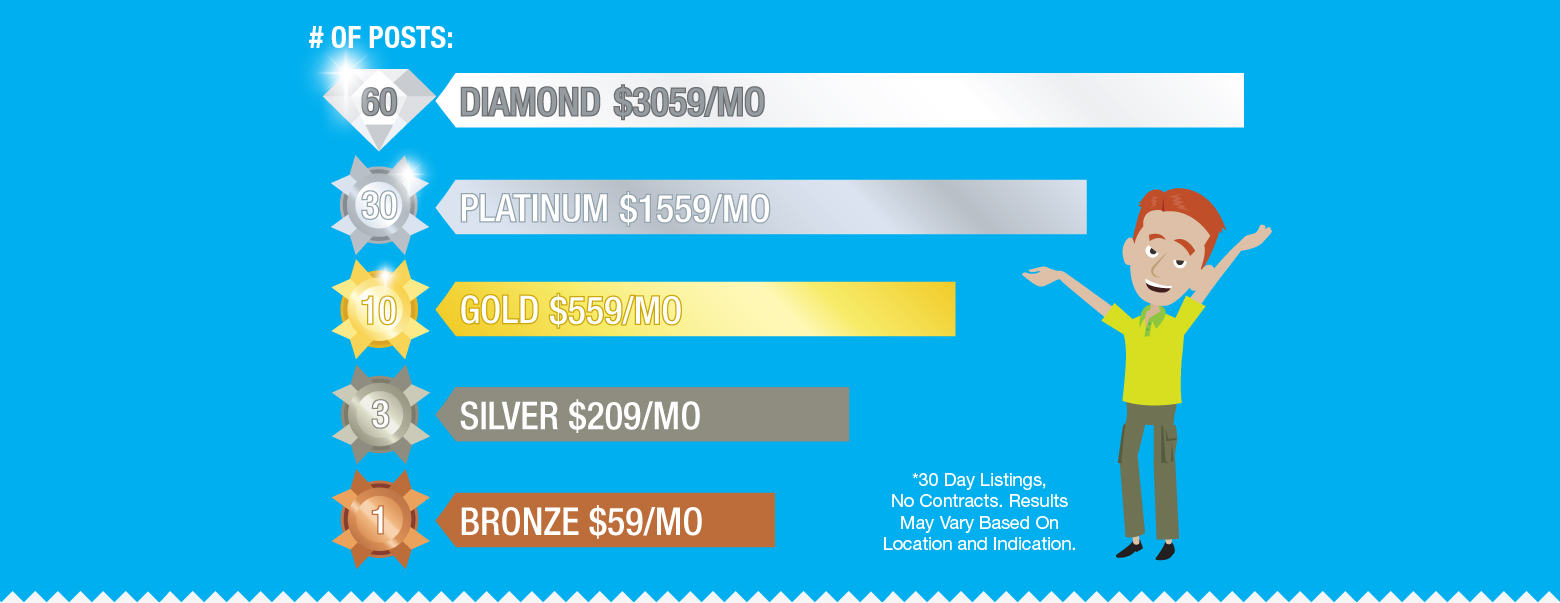 # OF POSTS:
60 DIAMOND $3059/MO
30 PLATINUM $1559/MO
10 GOLD $559/MO
3 SILVER $209/MO
1 BRONZE $59/MO
*30 Day Listings,
No Contracts. Results
May Vary Based On
Location and Indication.